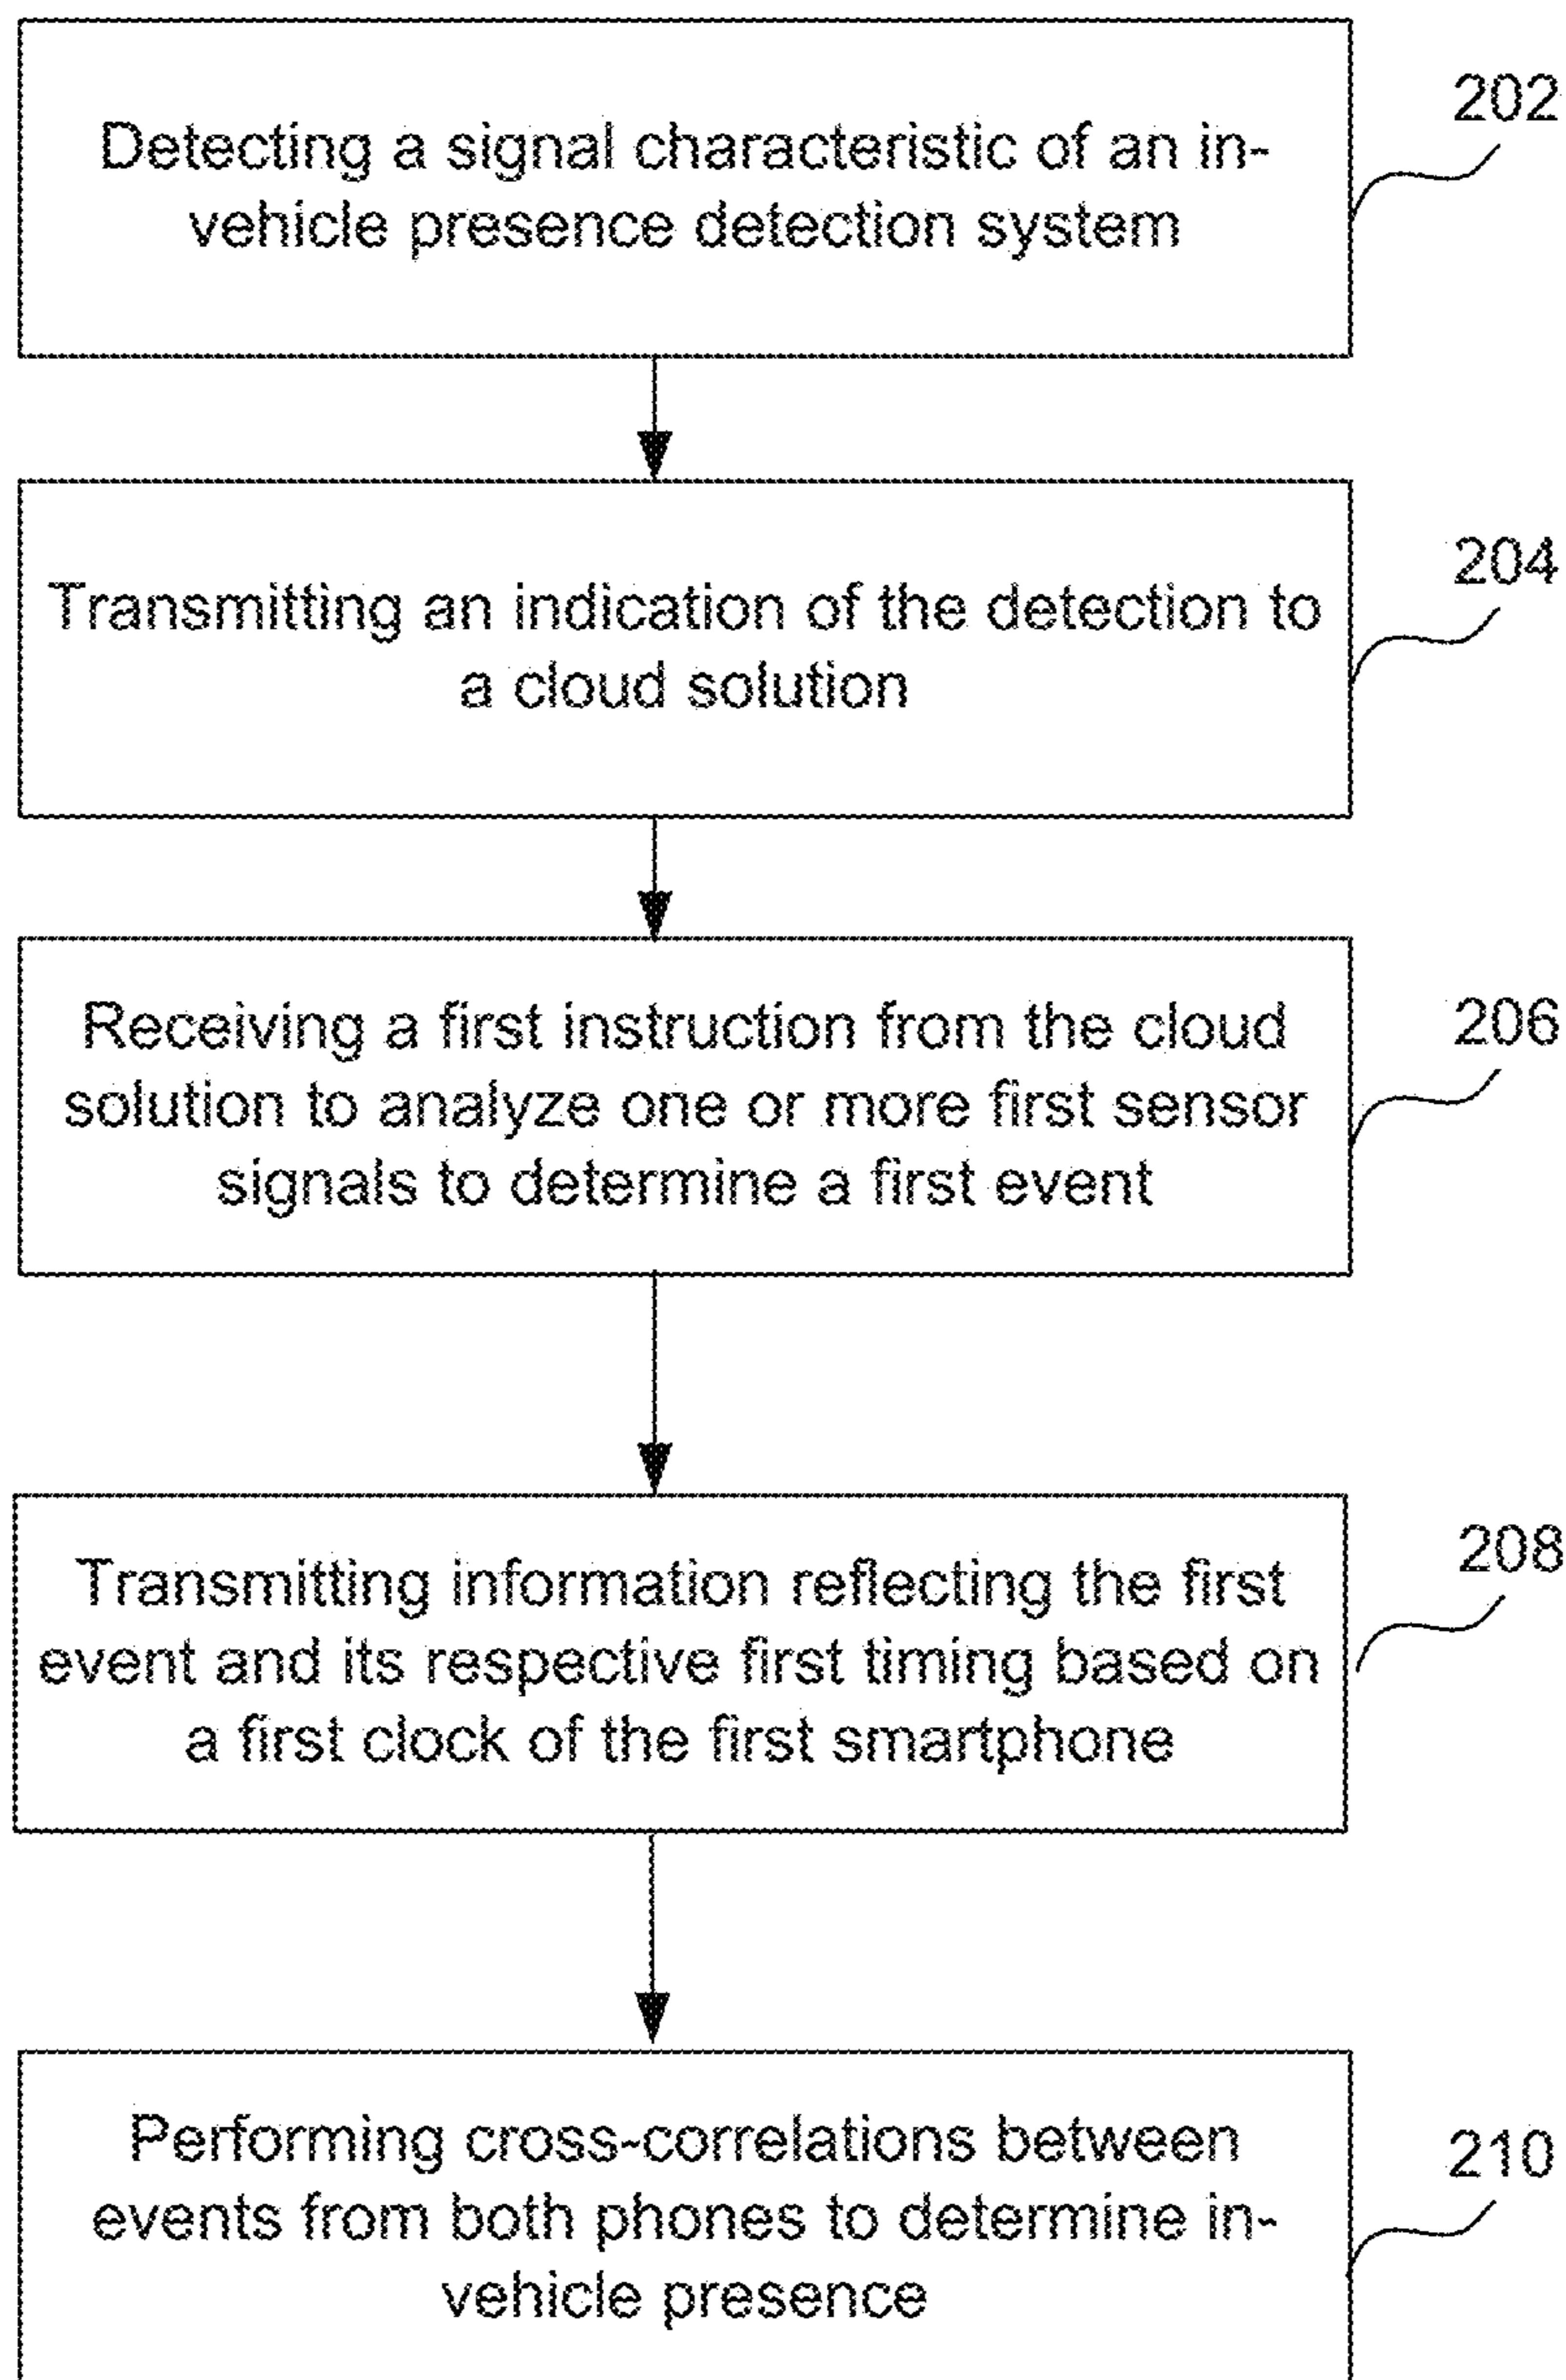 Detecting a signal characteristic of an in-
vehicle presence detection system
202
Transmitting an indication of the detection to
a cloud solution
204
Receiving a first instruction from the cloud
solution to analyze one or more first sensor
signals to determine a first event
206
Transmitting information reflecting the first
event and its respective first timing based on
a first clock of the first smartphone
208
Performing cross-correlations between
events from both phones to determine in-
vehicle presence
210